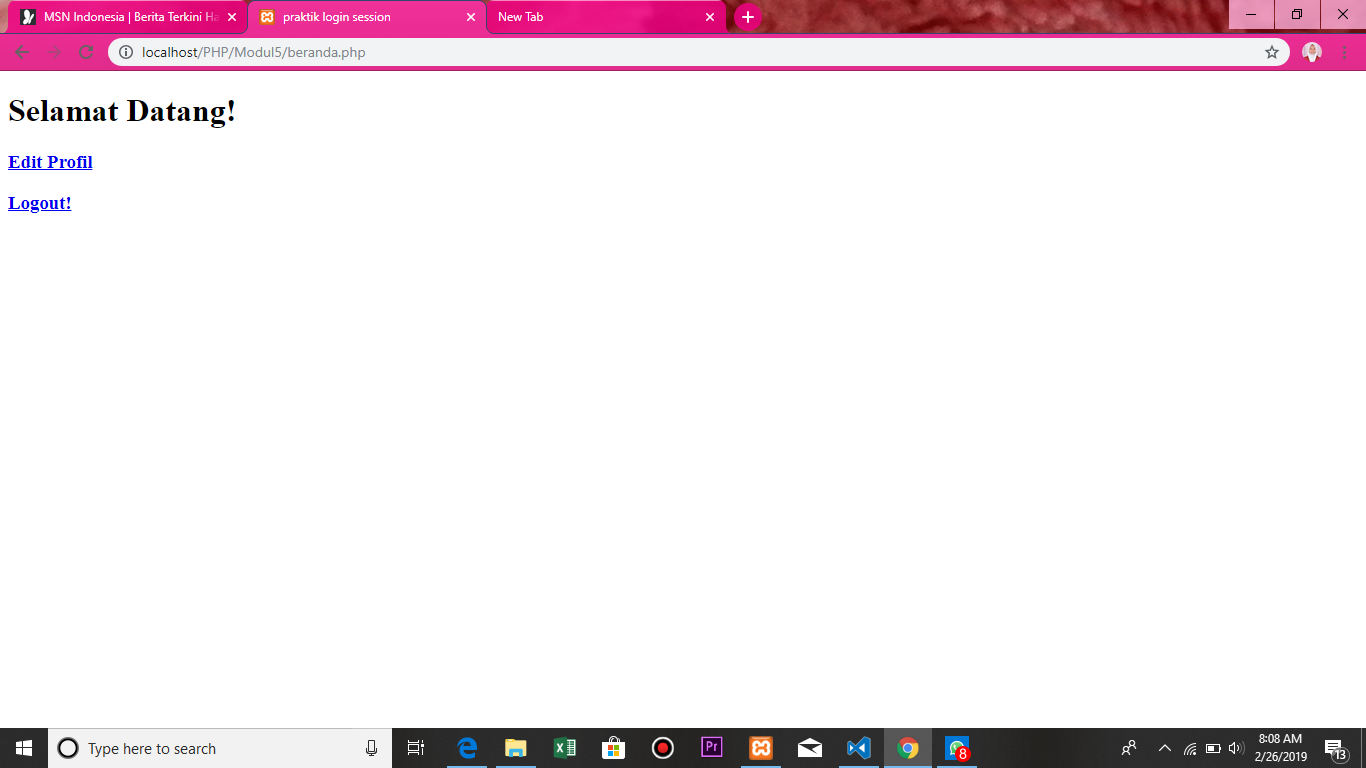 MSN Indonesia | Berita Terkini Ha
praktik login session
New Tab
localhost/PHP/Modul5/beranda.php
Selamat Datang!
Edit Profil
Logout!
Type here to search
Pr
8
8:08 AM
2/26/2019
13